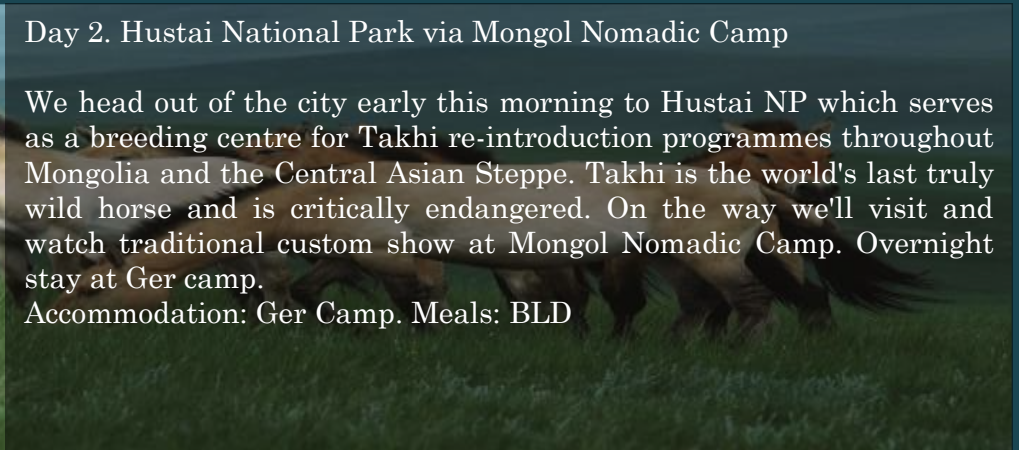 Day 2. Hustai National Park via Mongol Nomadic Camp
We head out of the city early this morning to Hustai NP which serves
as a breeding centre for Takhi re-introduction programmes throughout
Mongolia and the Central Asian Steppe. Takhi is the world's last truly
wild horse and is critically endangered. On the way we'll visit and
watch traditional custom show at Mongol Nomadic Camp. Overnight
stay at Ger camp.
Accommodation: Ger Camp. Meals: BLD